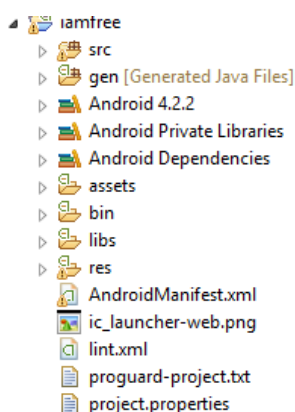 iamfree
src
gen [Generated Java Files]
Android 4.2.2
Android Private Libraries
Android Dependencies
assets
bin
libs
res
AndroidManifest.xml
ic_launcher-web.png
lint.xml
proguard-project.txt
project.properties